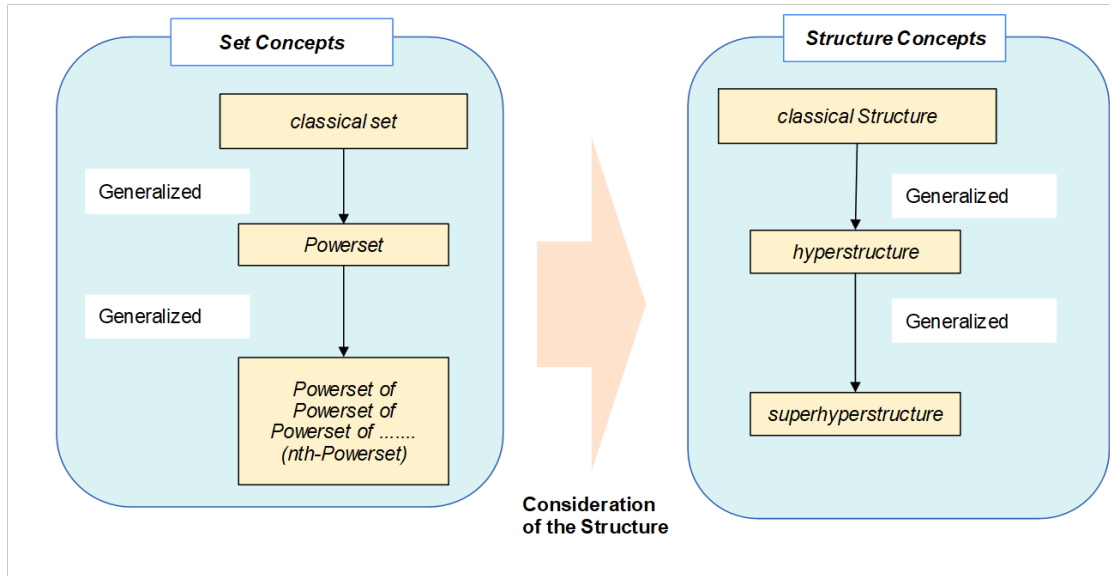 Set Concepts
classical set
Generalized
Powerset
Generalized
Powerset of
Powerset of
Powerset of .......
(nth-Powerset)
Consideration
of the Structure
Structure Concepts
classical Structure
Generalized
hyperstructure
Generalized
superhyperstructure